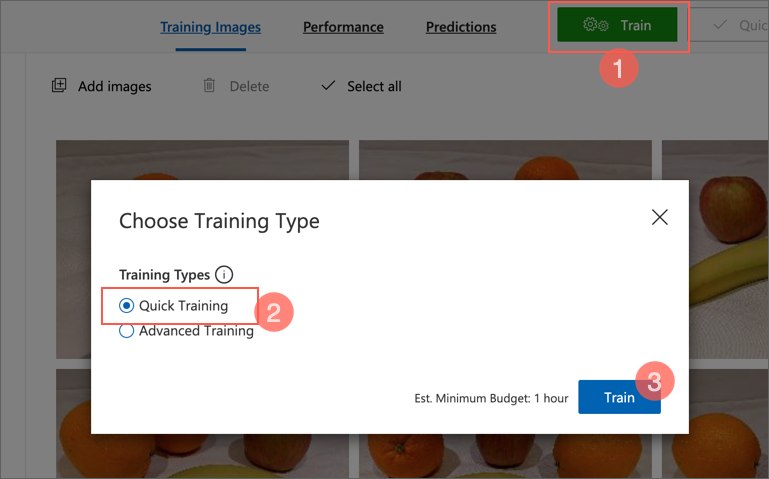 Training Images Performance Predictions Train Quic
1
Add images Delete Select all
Choose Training Type
Training Types
Quick Training 2
Advanced Training
3
Est. Minimum Budget: 1 hour Train